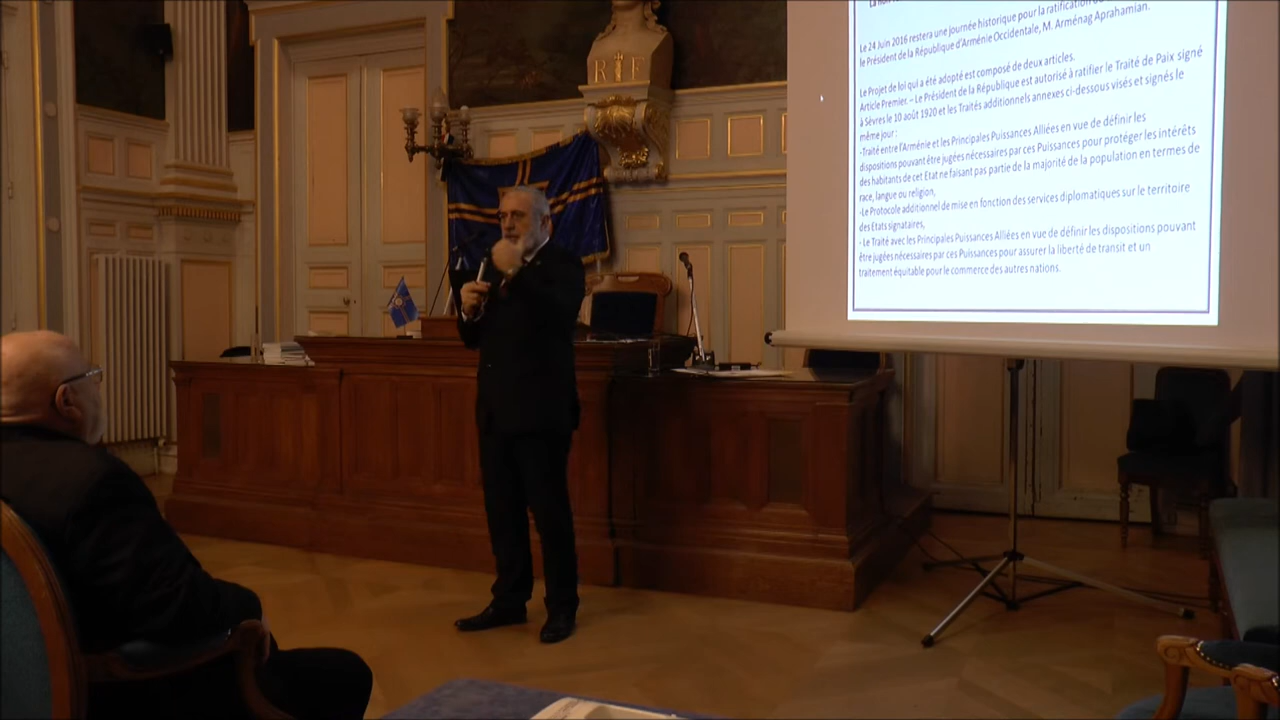 R F
La non
Le 24 Juin 2016 restera une journée historique pour la ratification
le Président de la République d'Arménie Occidentale, M. Arménag Aprahamian.
Le Projet de loi qui a été adopté est composé de deux articles.
Article Premier. – Le Président de la République est autorisé à ratifier le Traité de Paix signé
à Sèvres le 10 août 1920 et les Traités additionnels annexes ci-dessous visés et signés le
même jour :
-Traité entre l'Arménie et les Principales Puissances Alliées en vue de définir les
dispositions pouvant être jugées nécessaires par ces Puissances pour protéger les intérêts
des habitants de cet Etat ne faisant pas partie de la majorité de la population en termes de
race, langue ou religion,
-Le Protocole additionnel de mise en fonction des services diplomatiques sur le territoire
des Etats signataires,
- Le Traité avec les Principales Puissances Alliées en vue de définir les dispositions pouvant
être jugées nécessaires par ces Puissances pour assurer la liberté de transit et un
traitement équitable pour le commerce des autres nations.